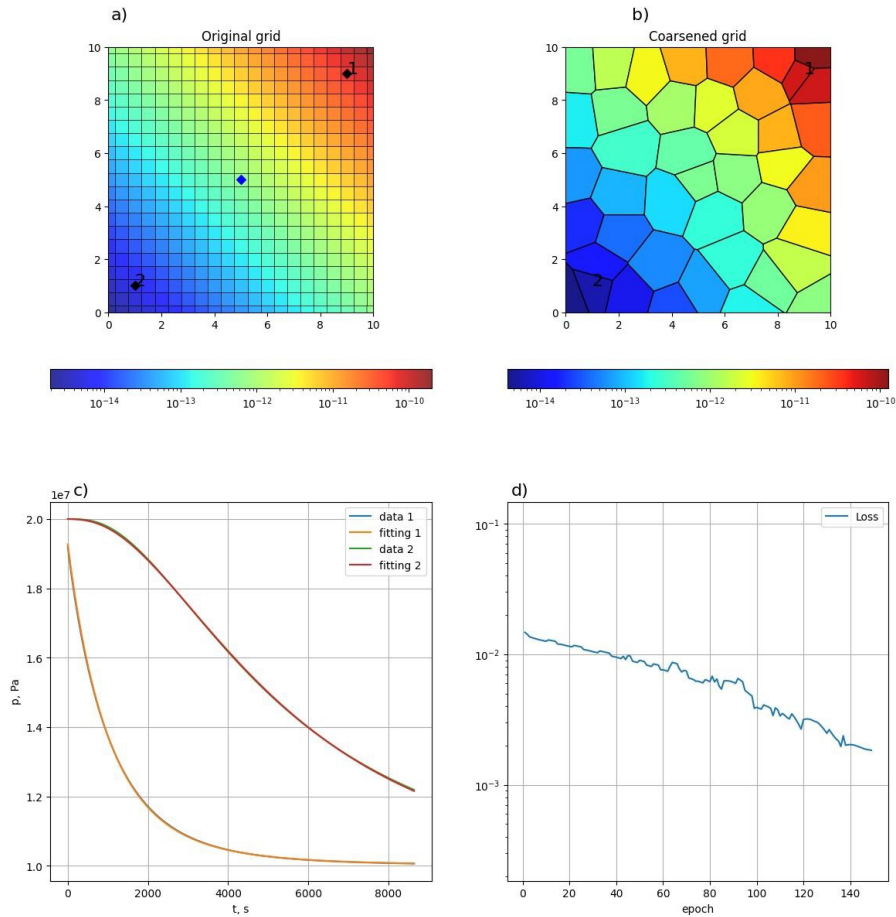 a)
Original grid
10
8
6
4
2
0
1
2
0 2 4 6 8 10
10⁻¹⁴ 10⁻¹³ 10⁻¹² 10⁻¹¹ 10⁻¹⁰
b)
Coarsened grid
10
8
6
4
2
0
1
2
0 2 4 6 8 10
10⁻¹⁴ 10⁻¹³ 10⁻¹² 10⁻¹¹ 10⁻¹⁰
c)
1e7
2.0
1.8
1.6
1.4
1.2
1.0
p, Pa
data 1
fitting 1
data 2
fitting 2
0 2000 4000 6000 8000
t, s
d)
Loss
10⁻¹
10⁻²
10⁻³
0 20 40 60 80 100 120 140
epoch